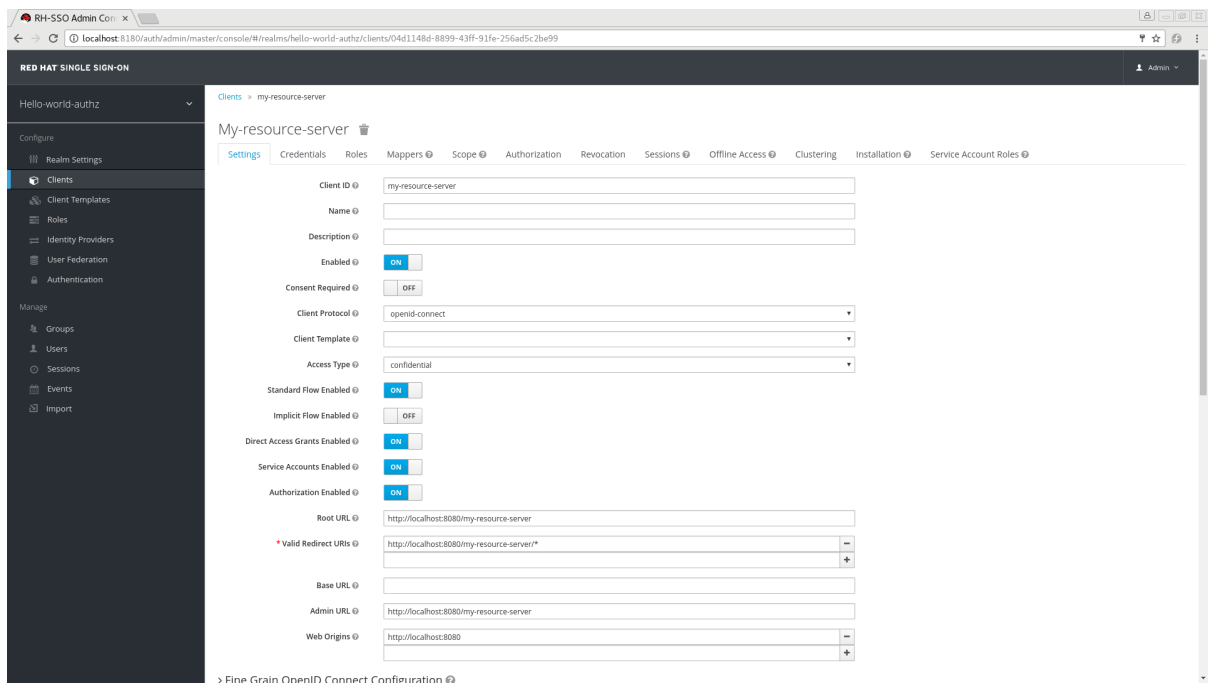 RH-SSO Admin Con ×
localhost:8180/auth/admin/master/console/#/realms/hello-world-authz/clients/04d1148d-8899-43ff-91fe-256ad5c2be99
RED HAT SINGLE SIGN-ON
Admin
Hello-world-authz
Configure
Realm Settings
Clients
Client Templates
Roles
Identity Providers
User Federation
Authentication
Manage
Groups
Users
Sessions
Events
Import
Clients » my-resource-server
My-resource-server
Settings Credentials Roles Mappers Scope Authorization Revocation Sessions Offline Access Clustering Installation Service Account Roles
Client ID my-resource-server
Name
Description
Enabled ON
Consent Required OFF
Client Protocol openid-connect
Client Template
Access Type confidential
Standard Flow Enabled ON
Implicit Flow Enabled OFF
Direct Access Grants Enabled ON
Service Accounts Enabled ON
Authorization Enabled ON
Root URL http://localhost:8080/my-resource-server
* Valid Redirect URIs http://localhost:8080/my-resource-server/* −
+
Base URL
Admin URL http://localhost:8080/my-resource-server
Web Origins http://localhost:8080 −
+
› Fine Grain OpenID Connect Configuration